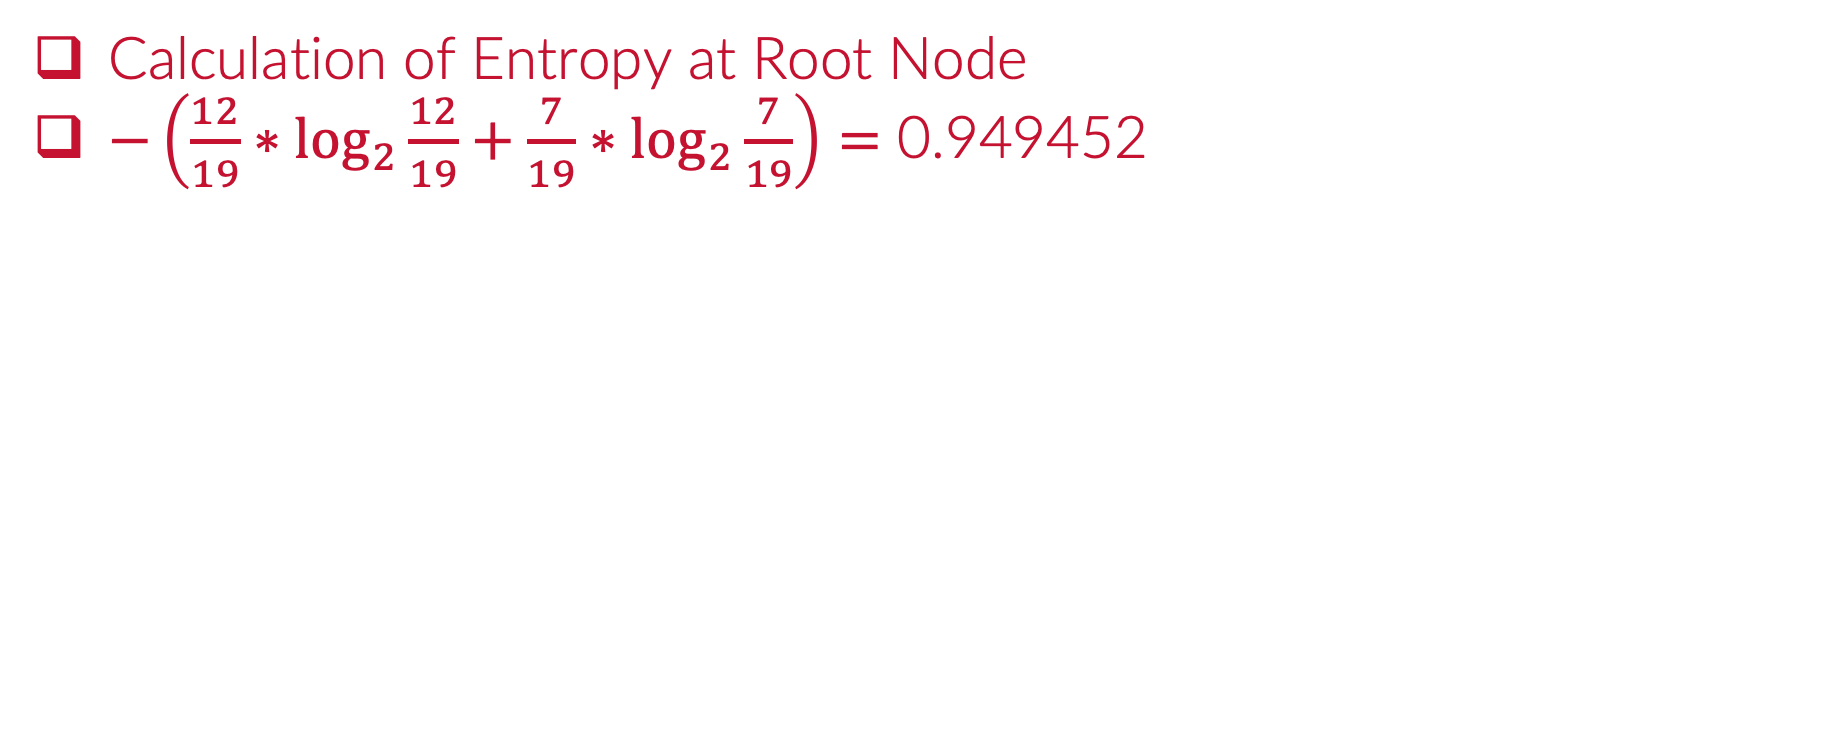 ❑ Calculation of Entropy at Root Node
❑ −(12/19 * log₂ 12/19 + 7/19 * log₂ 7/19) = 0.949452